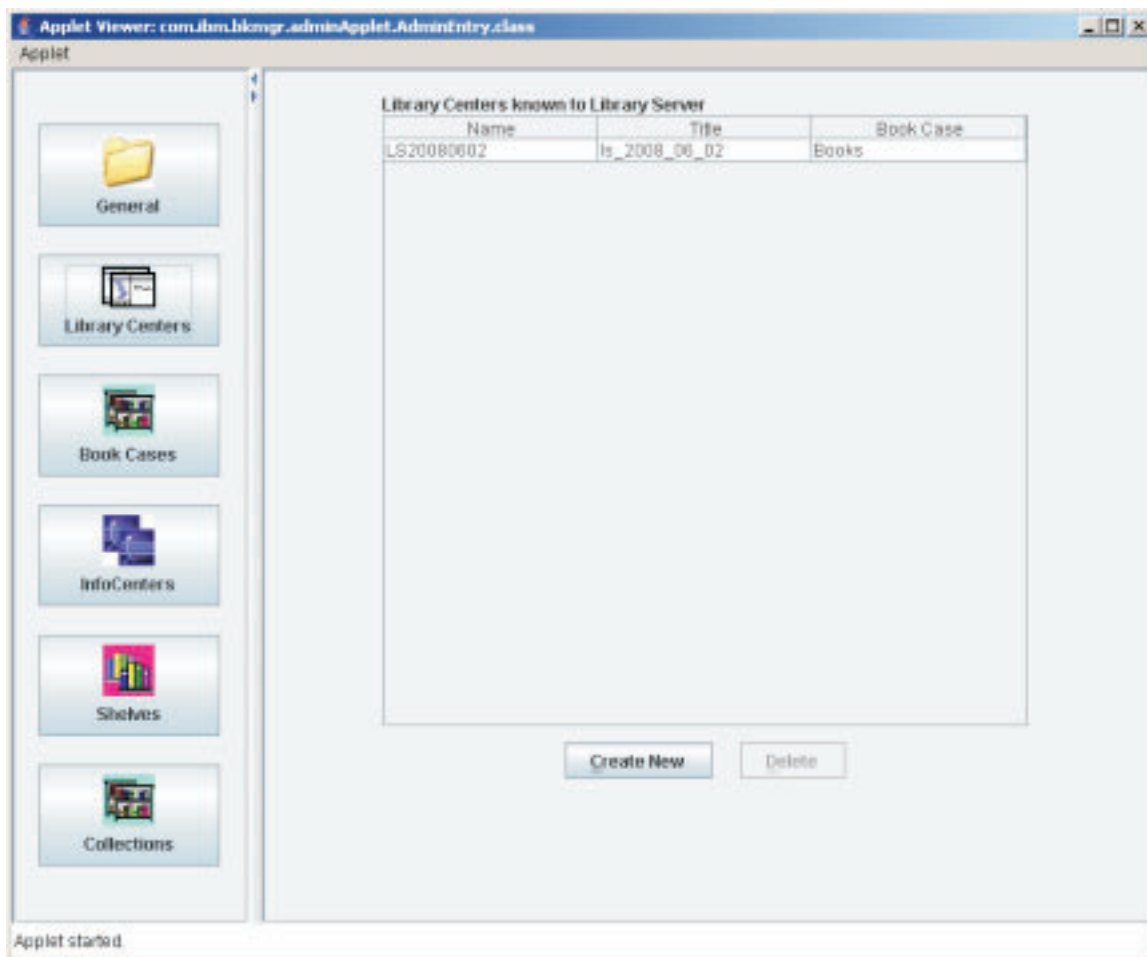 Applet Viewer: com.ibm.bkmgr.adminApplet.AdminEntry.class
Applet
General
Library Centers
Book Cases
InfoCenters
Shelves
Collections
Library Centers known to Library Server
Name Title Book Case
LS20080602 ls_2008_06_02 Books
Create New Delete
Applet started.